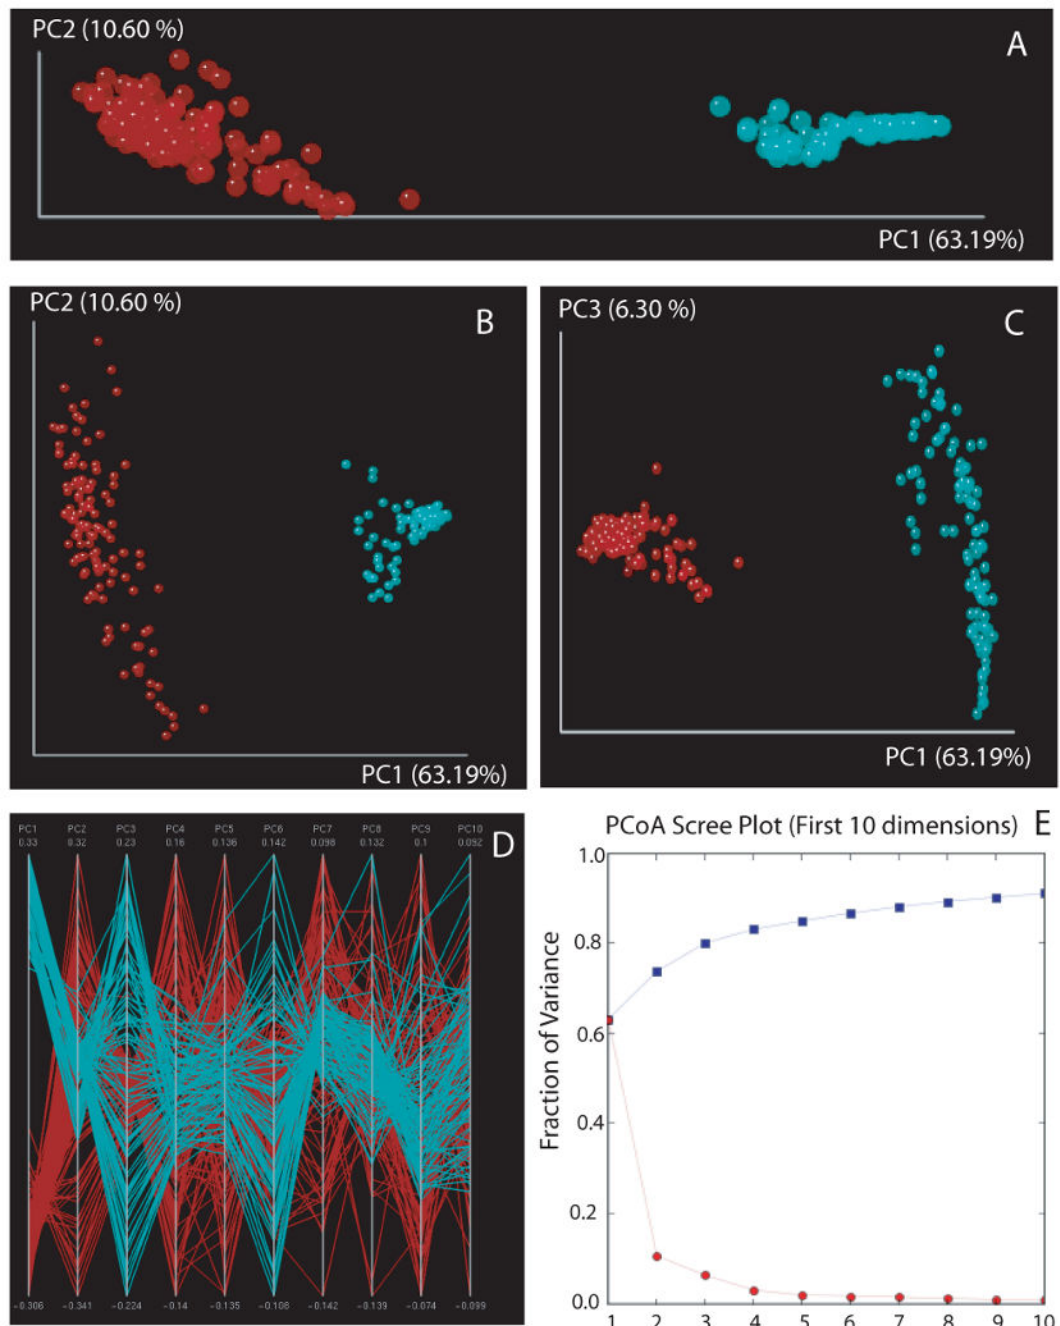 PC2 (10.60 %)
A
PC1 (63.19%)
PC2 (10.60 %)
B
PC1 (63.19%)
PC3 (6.30 %)
C
PC1 (63.19%)
PC1 PC2 PC3 PC4 PC5 PC6 PC7 PC8 PC9 PC10
0.33 0.32 0.23 0.16 0.136 0.142 0.098 0.132 0.1 0.092
D
-0.306 -0.341 -0.224 -0.14 -0.135 -0.108 -0.142 -0.139 -0.074 -0.099
PCoA Scree Plot (First 10 dimensions)
E
Fraction of Variance
1.0
0.8
0.6
0.4
0.2
0.0
1 2 3 4 5 6 7 8 9 10